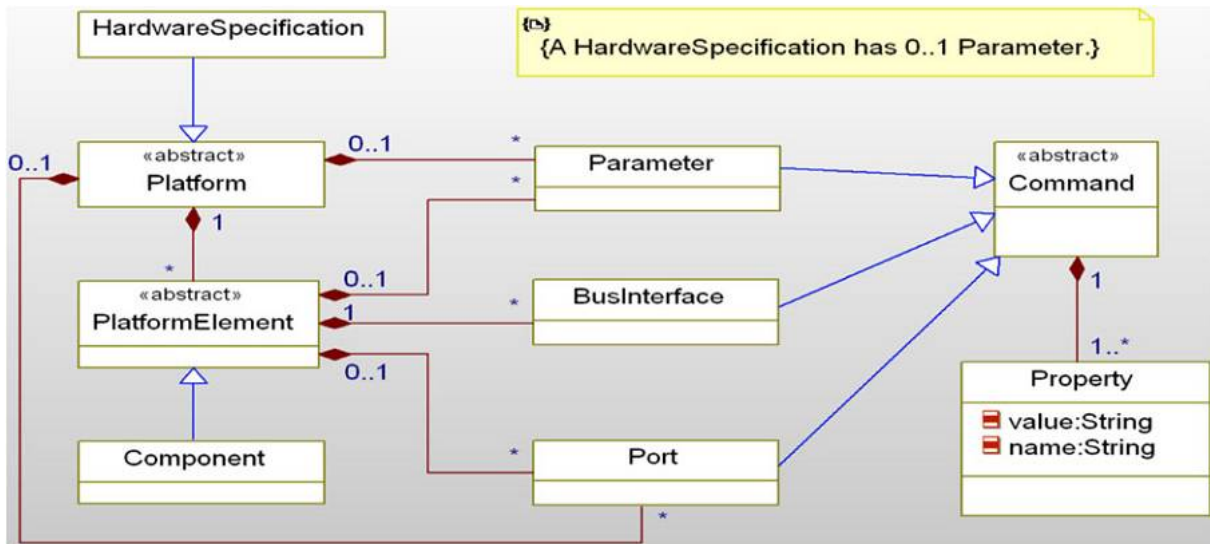 HardwareSpecification
{A HardwareSpecification has 0..1 Parameter.}
0..1
«abstract»
Platform
0..1
*
Parameter
*
«abstract»
Command
1
*
«abstract»
PlatformElement
0..1
1
*
BusInterface
0..1
1
1..*
Property
value:String
name:String
Component
*
Port
*